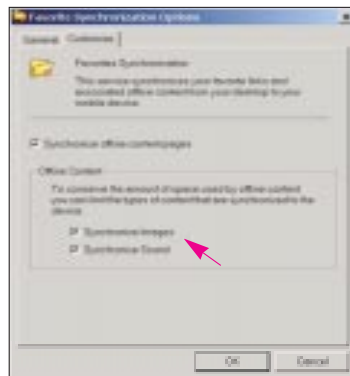 Favorite Synchronization Options
General Customize
Favorites Synchronization
This service synchronizes your favorite links and
associated offline content from your desktop to your
mobile device.
Synchronize offline content pages
Offline Content
To conserve the amount of space used by offline content
you can limit the types of content that are synchronized to the
device.
Synchronize Images
Synchronize Sound
OK Cancel